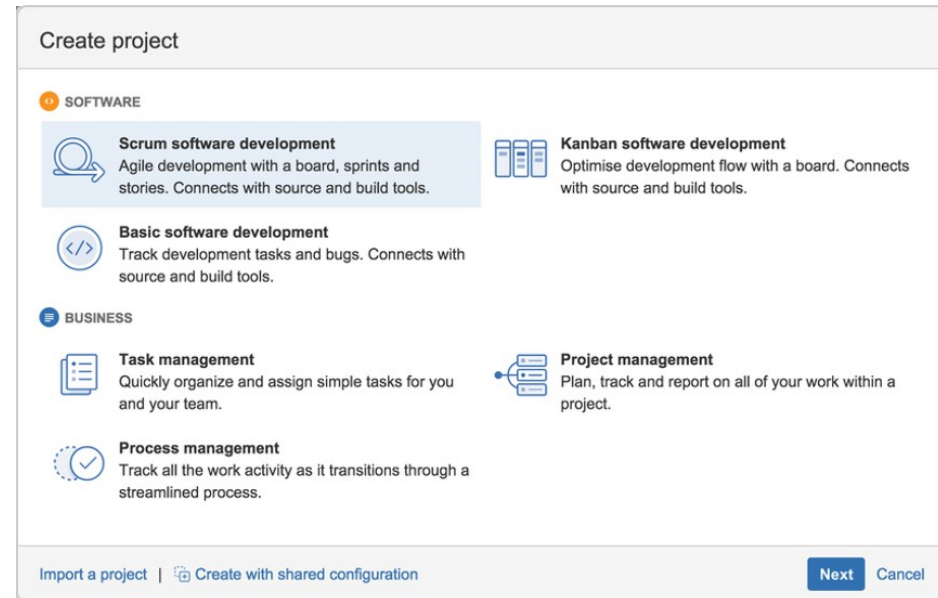 Create project
SOFTWARE
Scrum software development
Agile development with a board, sprints and
stories. Connects with source and build tools.
Kanban software development
Optimise development flow with a board. Connects
with source and build tools.
Basic software development
Track development tasks and bugs. Connects with
source and build tools.
BUSINESS
Task management
Quickly organize and assign simple tasks for you
and your team.
Project management
Plan, track and report on all of your work within a
project.
Process management
Track all the work activity as it transitions through a
streamlined process.
Import a project | Create with shared configuration
Next Cancel